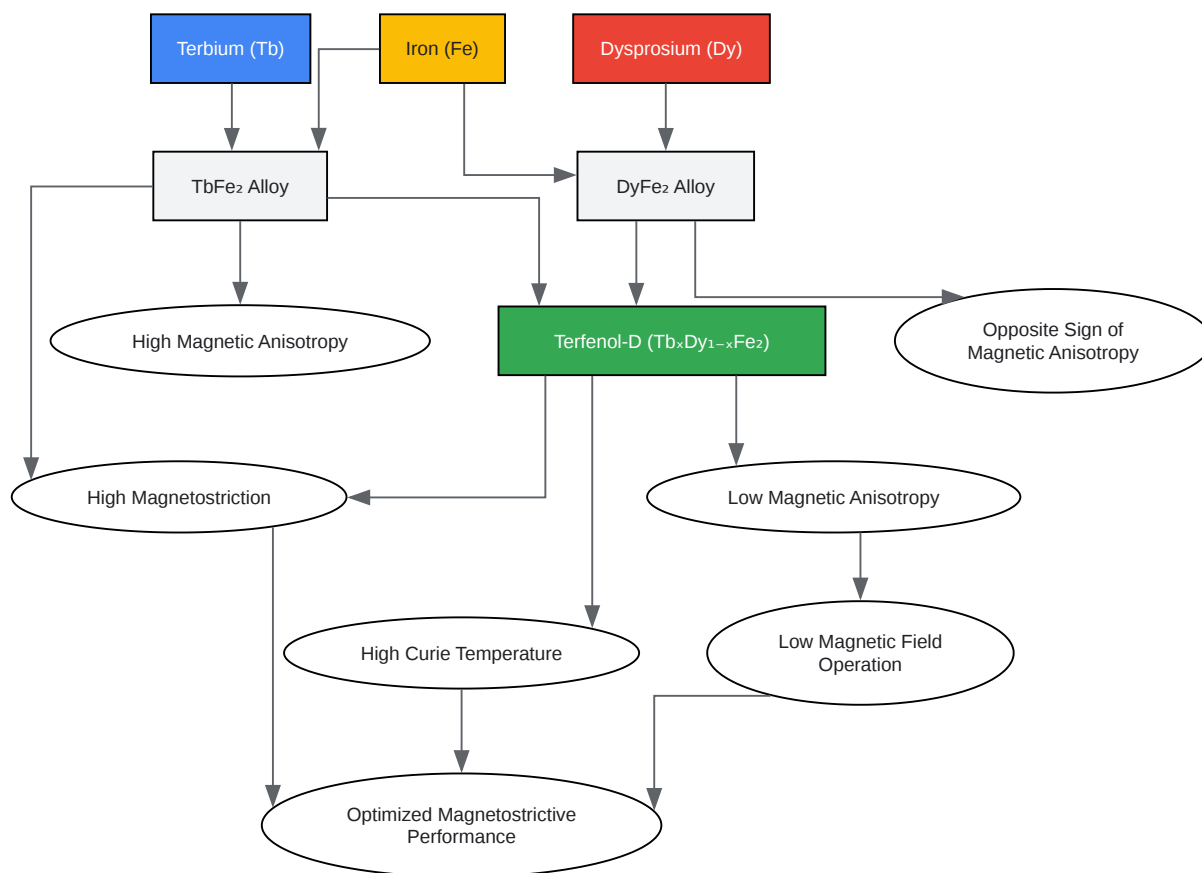 Terbium (Tb)
Iron (Fe)
Dysprosium (Dy)
TbFe₂ Alloy
DyFe₂ Alloy
High Magnetic Anisotropy
Terfenol-D (TbₓDy₁₋ₓFe₂)
Opposite Sign of
Magnetic Anisotropy
High Magnetostriction
Low Magnetic Anisotropy
High Curie Temperature
Low Magnetic Field
Operation
Optimized Magnetostrictive
Performance